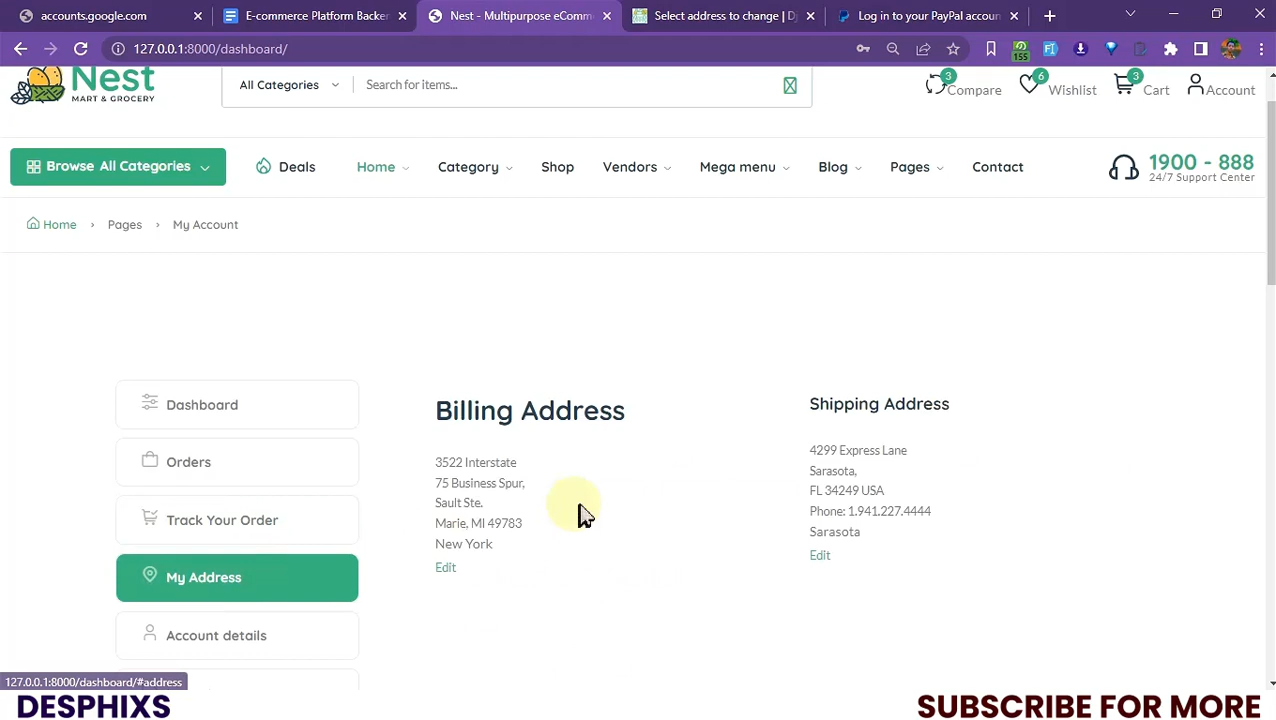 accounts.google.com
E-commerce Platform Backer
Nest - Multipurpose eComm
Select address to change | Dj
Log in to your PayPal accoun
127.0.0.1:8000/dashboard/
155
Nest
MART & GROCERY
All Categories
Search for items...
3
Compare
6
Wishlist
3
Cart
Account
Browse All Categories
Deals
Home
Category
Shop
Vendors
Mega menu
Blog
Pages
Contact
1900 - 888
24/7 Support Center
Home
Pages
My Account
Dashboard
Orders
Track Your Order
My Address
Account details
Billing Address
3522 Interstate
75 Business Spur,
Sault Ste.
Marie, MI 49783
New York
Edit
Shipping Address
4299 Express Lane
Sarasota,
FL 34249 USA
Phone: 1.941.227.4444
Sarasota
Edit
127.0.0.1:8000/dashboard/#address
DESPHIXS
SUBSCRIBE FOR MORE